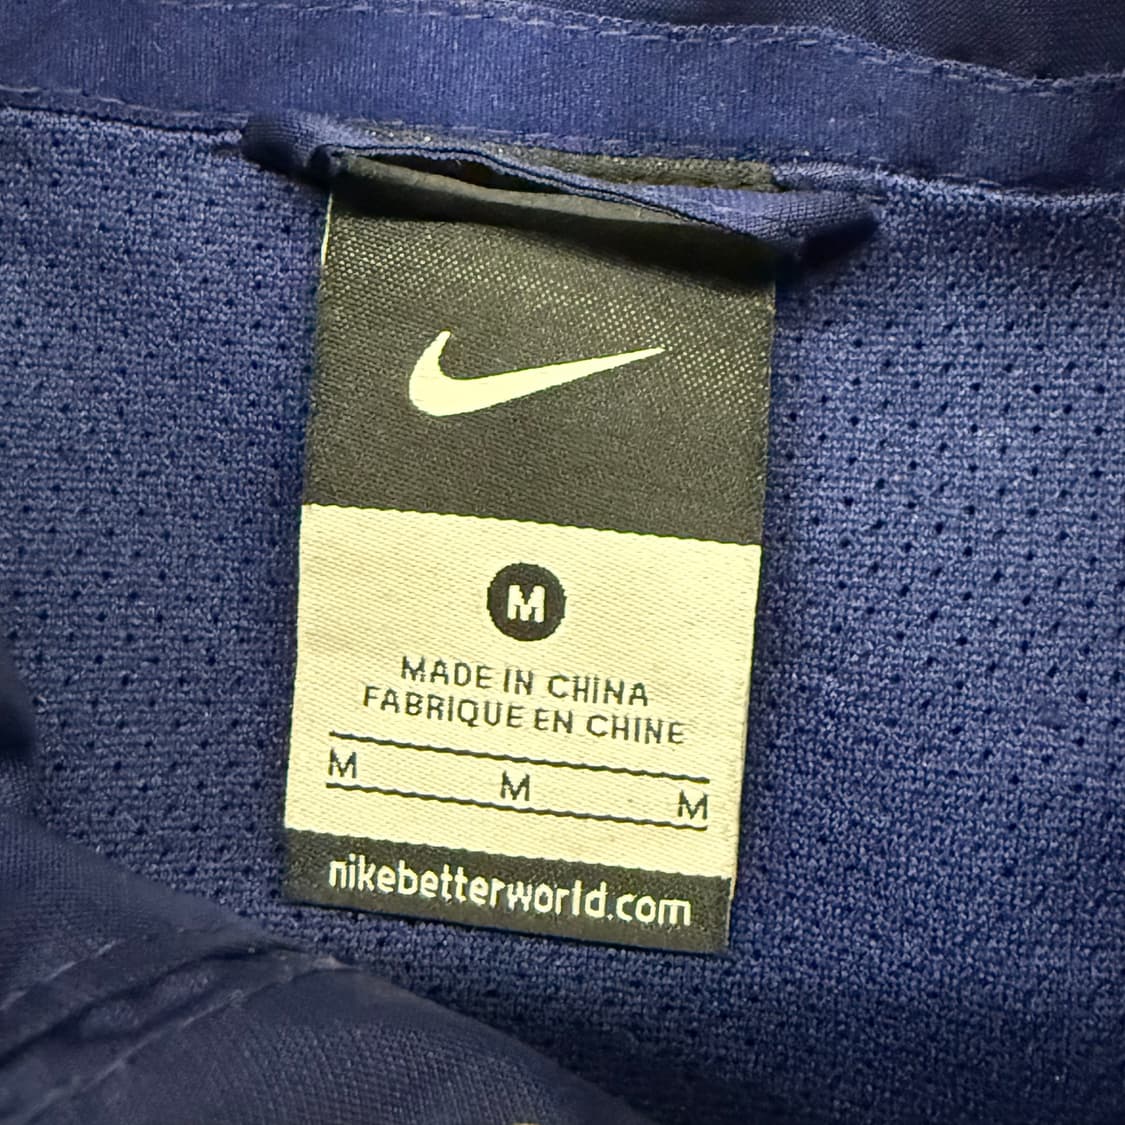 M
MADE IN CHINA
FABRIQUE EN CHINE
M M M
nikebetterworld.com